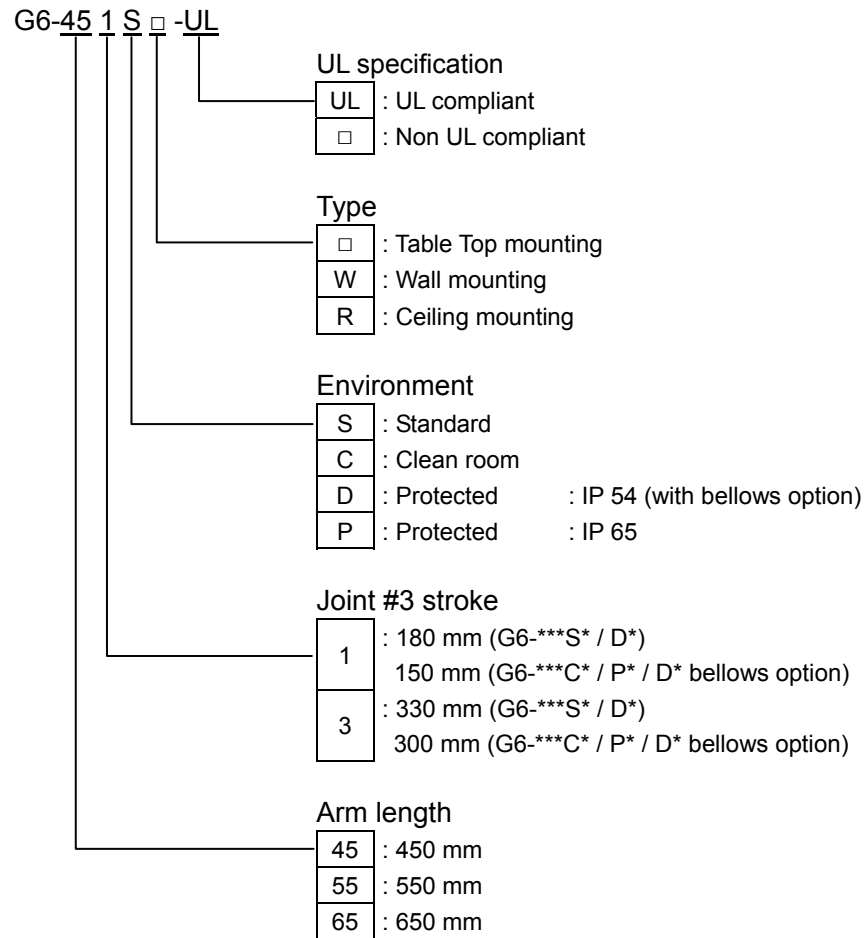 G6-45 1 S □ -UL
UL specification
UL : UL compliant
□ : Non UL compliant
Type
□ : Table Top mounting
W : Wall mounting
R : Ceiling mounting
Environment
S : Standard
C : Clean room
D : Protected : IP 54 (with bellows option)
P : Protected : IP 65
Joint #3 stroke
1 : 180 mm (G6-***S* / D*)
150 mm (G6-***C* / P* / D* bellows option)
3 : 330 mm (G6-***S* / D*)
300 mm (G6-***C* / P* / D* bellows option)
Arm length
45 : 450 mm
55 : 550 mm
65 : 650 mm